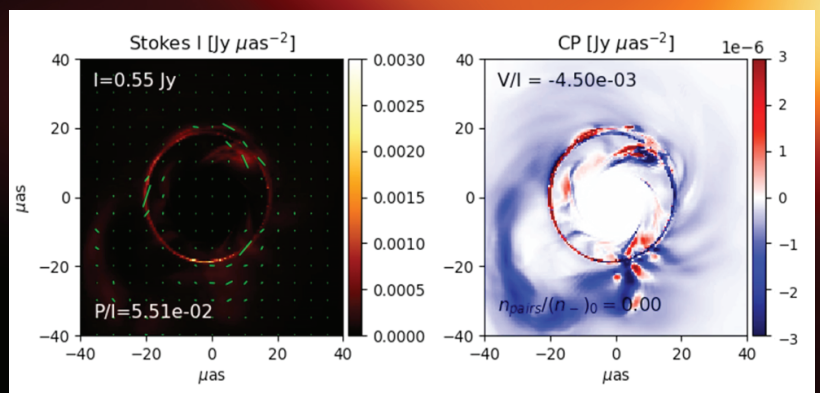 Stokes I [Jy μas⁻²]
I=0.55 Jy
P/I=5.51e-02
40
20
0
−20
−40
μas
−40 −20 0 20 40
μas
0.0030
0.0025
0.0020
0.0015
0.0010
0.0005
0.0000
CP [Jy μas⁻²]
1e−6
V/I = -4.50e-03
n_pairs/(n₋)₀ = 0.00
40
20
0
−20
−40
−40 −20 0 20 40
μas
3
2
1
0
−1
−2
−3